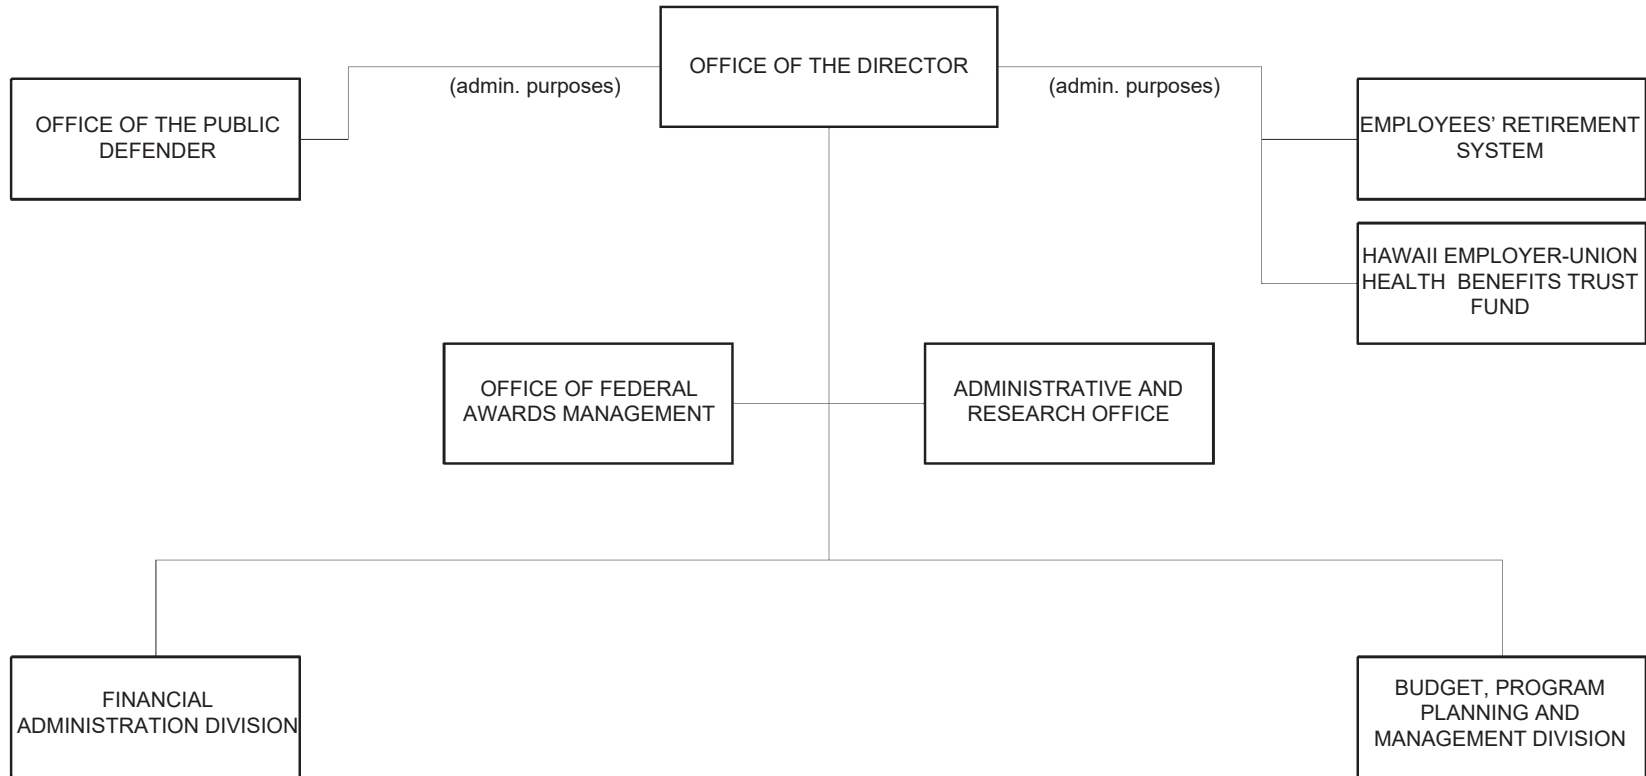 OFFICE OF THE DIRECTOR
(admin. purposes)
(admin. purposes)
OFFICE OF THE PUBLIC
DEFENDER
EMPLOYEES’ RETIREMENT
SYSTEM
HAWAII EMPLOYER-UNION
HEALTH  BENEFITS TRUST
FUND
OFFICE OF FEDERAL
AWARDS MANAGEMENT
ADMINISTRATIVE AND
RESEARCH OFFICE
FINANCIAL
ADMINISTRATION DIVISION
BUDGET, PROGRAM
PLANNING AND
MANAGEMENT DIVISION